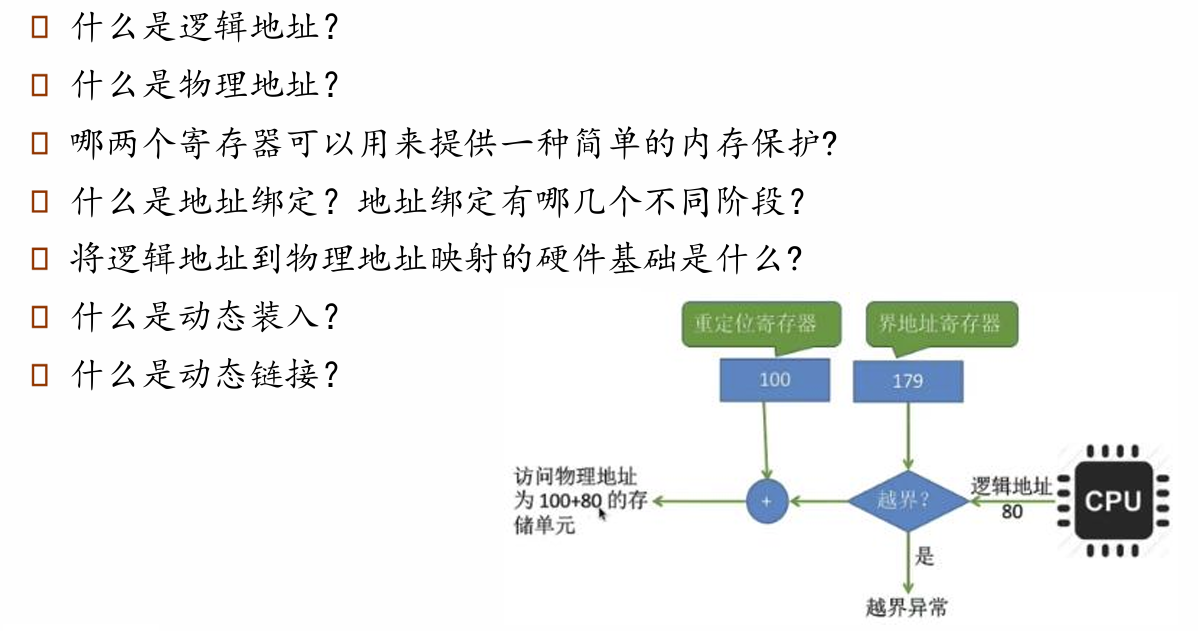 什么是逻辑地址?
什么是物理地址?
哪两个寄存器可以用来提供一种简单的内存保护?
什么是地址绑定?地址绑定有哪几个不同阶段?
将逻辑地址到物理地址映射的硬件基础是什么?
什么是动态装入?
什么是动态链接?
重定位寄存器
界地址寄存器
100
179
访问物理地址
为 100+80 的存
储单元
+
越界?
逻辑地址
80
CPU
是
越界异常